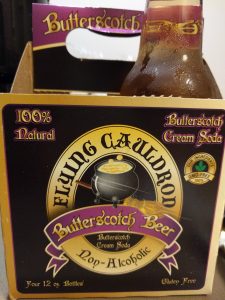 Butterscotch Beer
100%
Natural
Butterscotch
Cream Soda
FLYING CAULDRON
Butterscotch Beer
Butterscotch
Cream Soda
Non-Alcoholic
Four 12 oz. Bottles!
Gluten Free